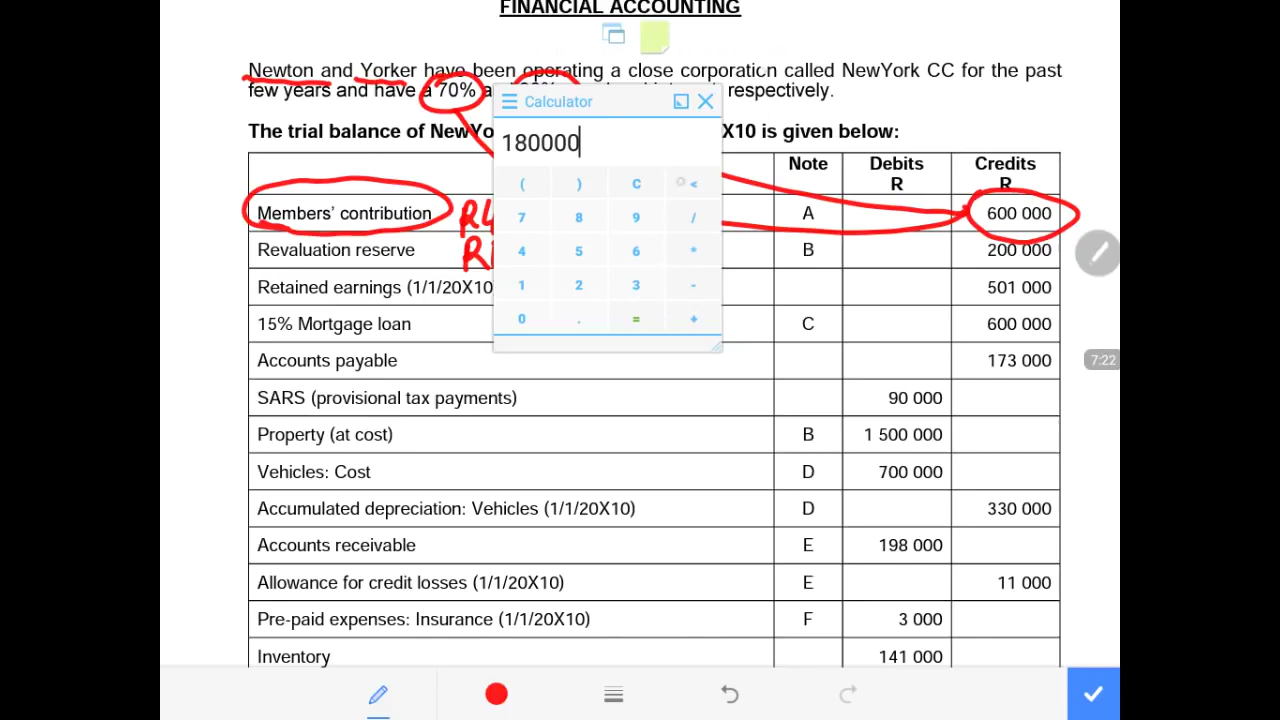 FINANCIAL ACCOUNTING
Newton and Yorker have been operating a close corporation called NewYork CC for the past
few years and have a 70% a respectively.
The trial balance of NewYo X10 is given below:
Note Debits Credits
R R
Members' contribution A 600 000
Revaluation reserve B 200 000
Retained earnings (1/1/20X10 501 000
15% Mortgage loan C 600 000
Accounts payable 173 000
SARS (provisional tax payments) 90 000
Property (at cost) B 1 500 000
Vehicles: Cost D 700 000
Accumulated depreciation: Vehicles (1/1/20X10) D 330 000
Accounts receivable E 198 000
Allowance for credit losses (1/1/20X10) E 11 000
Pre-paid expenses: Insurance (1/1/20X10) F 3 000
Inventory 141 000
Calculator
180000
( ) C <
7 8 9 /
4 5 6 *
1 2 3 -
0 . = +
7:22